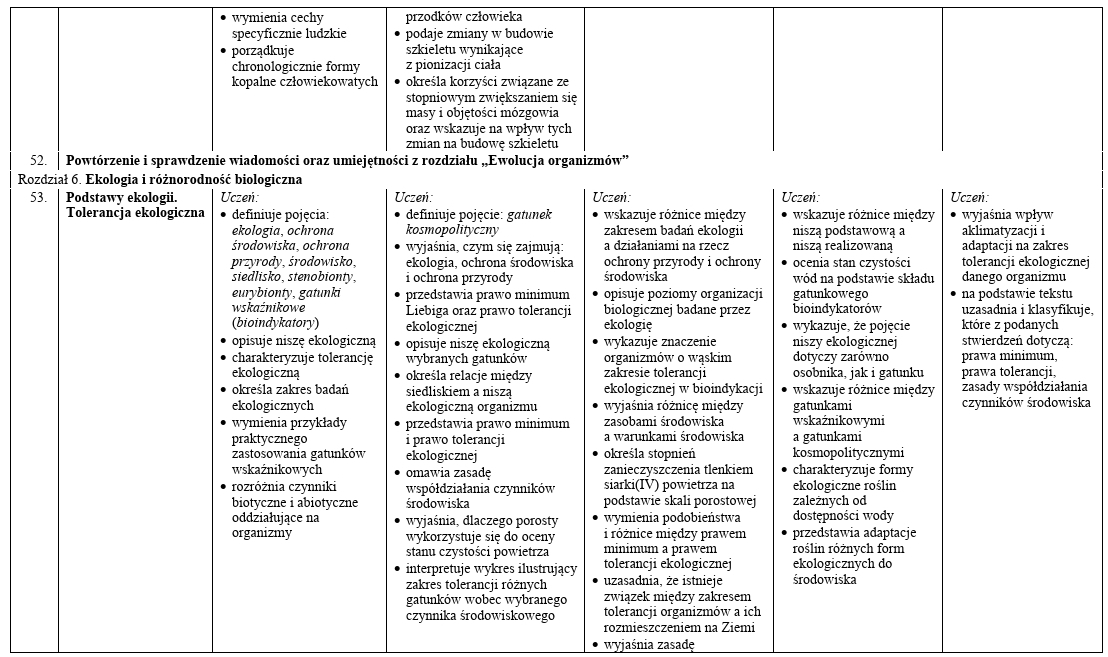 • wymienia cechy
specyficznie ludzkie
• porządkuje
chronologicznie formy
kopalne człowiekowatych
przodków człowieka
• podaje zmiany w budowie
szkieletu wynikające
z pionizacji ciała
• określa korzyści związane ze
stopniowym zwiększaniem się
masy i objętości mózgowia
oraz wskazuje na wpływ tych
zmian na budowę szkieletu
52. Powtórzenie i sprawdzenie wiadomości oraz umiejętności z rozdziału „Ewolucja organizmów”
Rozdział 6. Ekologia i różnorodność biologiczna
53. Podstawy ekologii.
Tolerancja ekologiczna
Uczeń:
• definiuje pojęcia:
ekologia, ochrona
środowiska, ochrona
przyrody, środowisko,
siedlisko, stenobionty,
eurybionty, gatunki
wskaźnikowe
(bioindykatory)
• opisuje niszę ekologiczną
• charakteryzuje tolerancję
ekologiczną
• określa zakres badań
ekologicznych
• wymienia przykłady
praktycznego
zastosowania gatunków
wskaźnikowych
• rozróżnia czynniki
biotyczne i abiotyczne
oddziałujące na
organizmy
Uczeń:
• definiuje pojęcie: gatunek
kosmopolityczny
• wyjaśnia, czym się zajmują:
ekologia, ochrona środowiska
i ochrona przyrody
• przedstawia prawo minimum
Liebiga oraz prawo tolerancji
ekologicznej
• opisuje niszę ekologiczną
wybranych gatunków
• określa relacje między
siedliskiem a niszą
ekologiczną organizmu
• przedstawia prawo minimum
i prawo tolerancji
ekologicznej
• omawia zasadę
współdziałania czynników
środowiska
• wyjaśnia, dlaczego porosty
wykorzystuje się do oceny
stanu czystości powietrza
• interpretuje wykres ilustrujący
zakres tolerancji różnych
gatunków wobec wybranego
czynnika środowiskowego
Uczeń:
• wskazuje różnice między
zakresem badań ekologii
a działaniami na rzecz
ochrony przyrody i ochrony
środowiska
• opisuje poziomy organizacji
biologicznej badane przez
ekologię
• wykazuje znaczenie
organizmów o wąskim
zakresie tolerancji
ekologicznej w bioindykacji
• wyjaśnia różnicę między
zasobami środowiska
a warunkami środowiska
• określa stopnień
zanieczyszczenia tlenkiem
siarki(IV) powietrza na
podstawie skali porostowej
• wymienia podobieństwa
i różnice między prawem
minimum a prawem
tolerancji ekologicznej
• uzasadnia, że istnieje
związek między zakresem
tolerancji organizmów a ich
rozmieszczeniem na Ziemi
• wyjaśnia zasadę
Uczeń:
• wskazuje różnice między
niszą podstawową a
niszą realizowaną
• ocenia stan czystości
wód na podstawie składu
gatunkowego
bioindykatorów
• wykazuje, że pojęcie
niszy ekologicznej
dotyczy zarówno
osobnika, jak i gatunku
• wskazuje różnice między
gatunkami
wskaźnikowymi
a gatunkami
kosmopolitycznymi
• charakteryzuje formy
ekologiczne roślin
zależnych od
dostępności wody
• przedstawia adaptacje
roślin różnych form
ekologicznych do
środowiska
Uczeń:
• wyjaśnia wpływ
aklimatyzacji i
adaptacji na zakres
tolerancji ekologicznej
danego organizmu
• na podstawie tekstu
uzasadnia i klasyfikuje,
które z podanych
stwierdzeń dotyczą:
prawa minimum,
prawa tolerancji,
zasady współdziałania
czynników środowiska